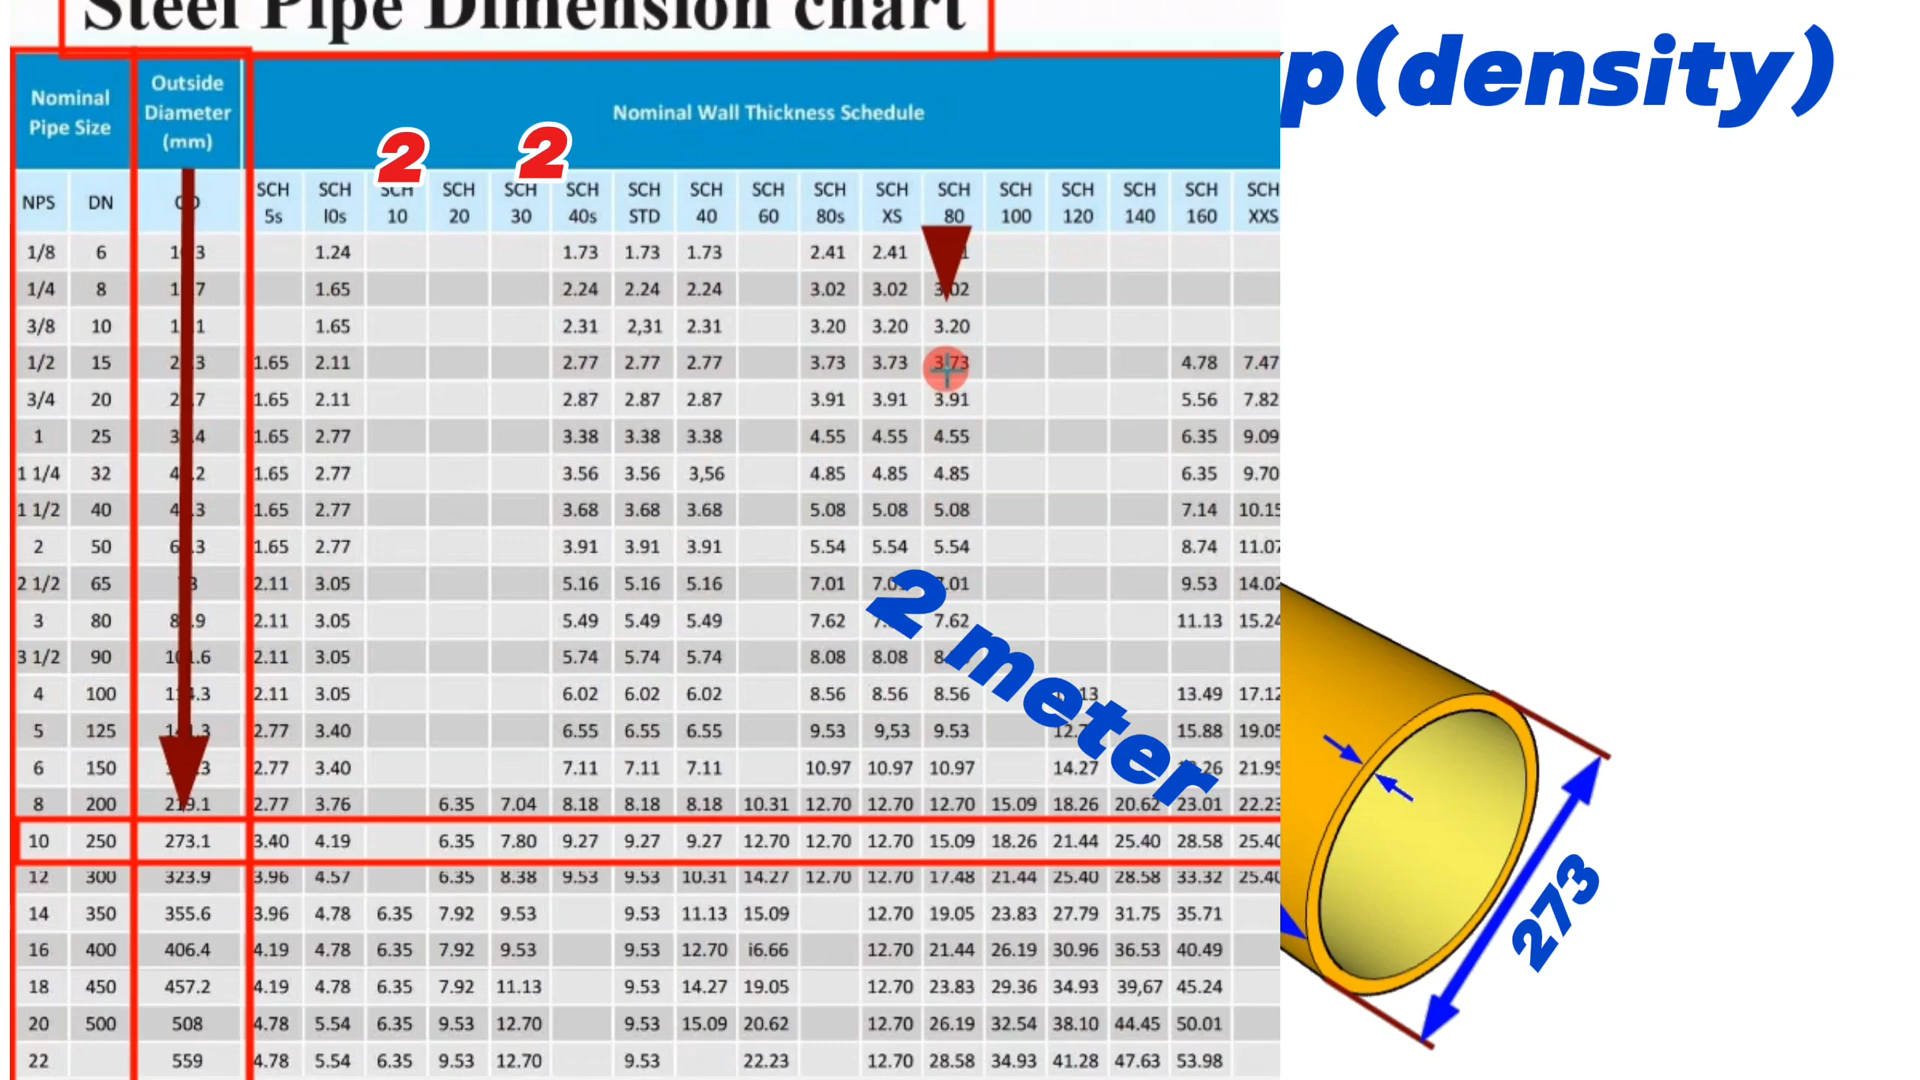 Steel Pipe Dimension chart
p(density)
Nominal Pipe Size
Outside Diameter (mm)
Nominal Wall Thickness Schedule
2 2
NPS DN SCH 5s SCH l0s SCH 10 SCH 20 SCH 30 SCH 40s SCH STD SCH 40 SCH 60 SCH 80s SCH XS SCH 80 SCH 100 SCH 120 SCH 140 SCH 160 SCH XXS
1/8 6 1.24 1.73 1.73 1.73 2.41 2.41
1/4 8 1.65 2.24 2.24 2.24 3.02 3.02 3.02
3/8 10 1.65 2.31 2,31 2.31 3.20 3.20 3.20
1/2 15 1.65 2.11 2.77 2.77 2.77 3.73 3.73 3.73 4.78 7.47
3/4 20 1.65 2.11 2.87 2.87 2.87 3.91 3.91 3.91 5.56 7.82
1 25 1.65 2.77 3.38 3.38 3.38 4.55 4.55 4.55 6.35 9.09
1 1/4 32 1.65 2.77 3.56 3.56 3,56 4.85 4.85 4.85 6.35 9.70
1 1/2 40 1.65 2.77 3.68 3.68 3.68 5.08 5.08 5.08 7.14 10.15
2 50 1.65 2.77 3.91 3.91 3.91 5.54 5.54 5.54 8.74 11.07
2 1/2 65 2.11 3.05 5.16 5.16 5.16 7.01 7.01 9.53 14.02
3 80 2.11 3.05 5.49 5.49 5.49 7.62 7.62 11.13 15.24
3 1/2 90 2.11 3.05 5.74 5.74 5.74 8.08 8.08
4 100 2.11 3.05 6.02 6.02 6.02 8.56 8.56 8.56 13.49 17.12
5 125 2.77 3.40 6.55 6.55 6.55 9.53 9,53 9.53 15.88 19.05
6 150 2.77 3.40 7.11 7.11 7.11 10.97 10.97 10.97 14.27 21.95
8 200 219.1 2.77 3.76 6.35 7.04 8.18 8.18 8.18 10.31 12.70 12.70 12.70 15.09 18.26 20.62 23.01 22.23
10 250 273.1 3.40 4.19 6.35 7.80 9.27 9.27 9.27 12.70 12.70 12.70 15.09 18.26 21.44 25.40 28.58 25.40
12 300 323.9 3.96 4.57 6.35 8.38 9.53 9.53 10.31 14.27 12.70 12.70 17.48 21.44 25.40 28.58 33.32 25.40
14 350 355.6 3.96 4.78 6.35 7.92 9.53 9.53 11.13 15.09 12.70 19.05 23.83 27.79 31.75 35.71
16 400 406.4 4.19 4.78 6.35 7.92 9.53 9.53 12.70 i6.66 12.70 21.44 26.19 30.96 36.53 40.49
18 450 457.2 4.19 4.78 6.35 7.92 11.13 9.53 14.27 19.05 12.70 23.83 29.36 34.93 39,67 45.24
20 500 508 4.78 5.54 6.35 9.53 12.70 9.53 15.09 20.62 12.70 26.19 32.54 38.10 44.45 50.01
22 559 4.78 5.54 6.35 9.53 12.70 9.53 22.23 12.70 28.58 34.93 41.28 47.63 53.98
2 meter
273